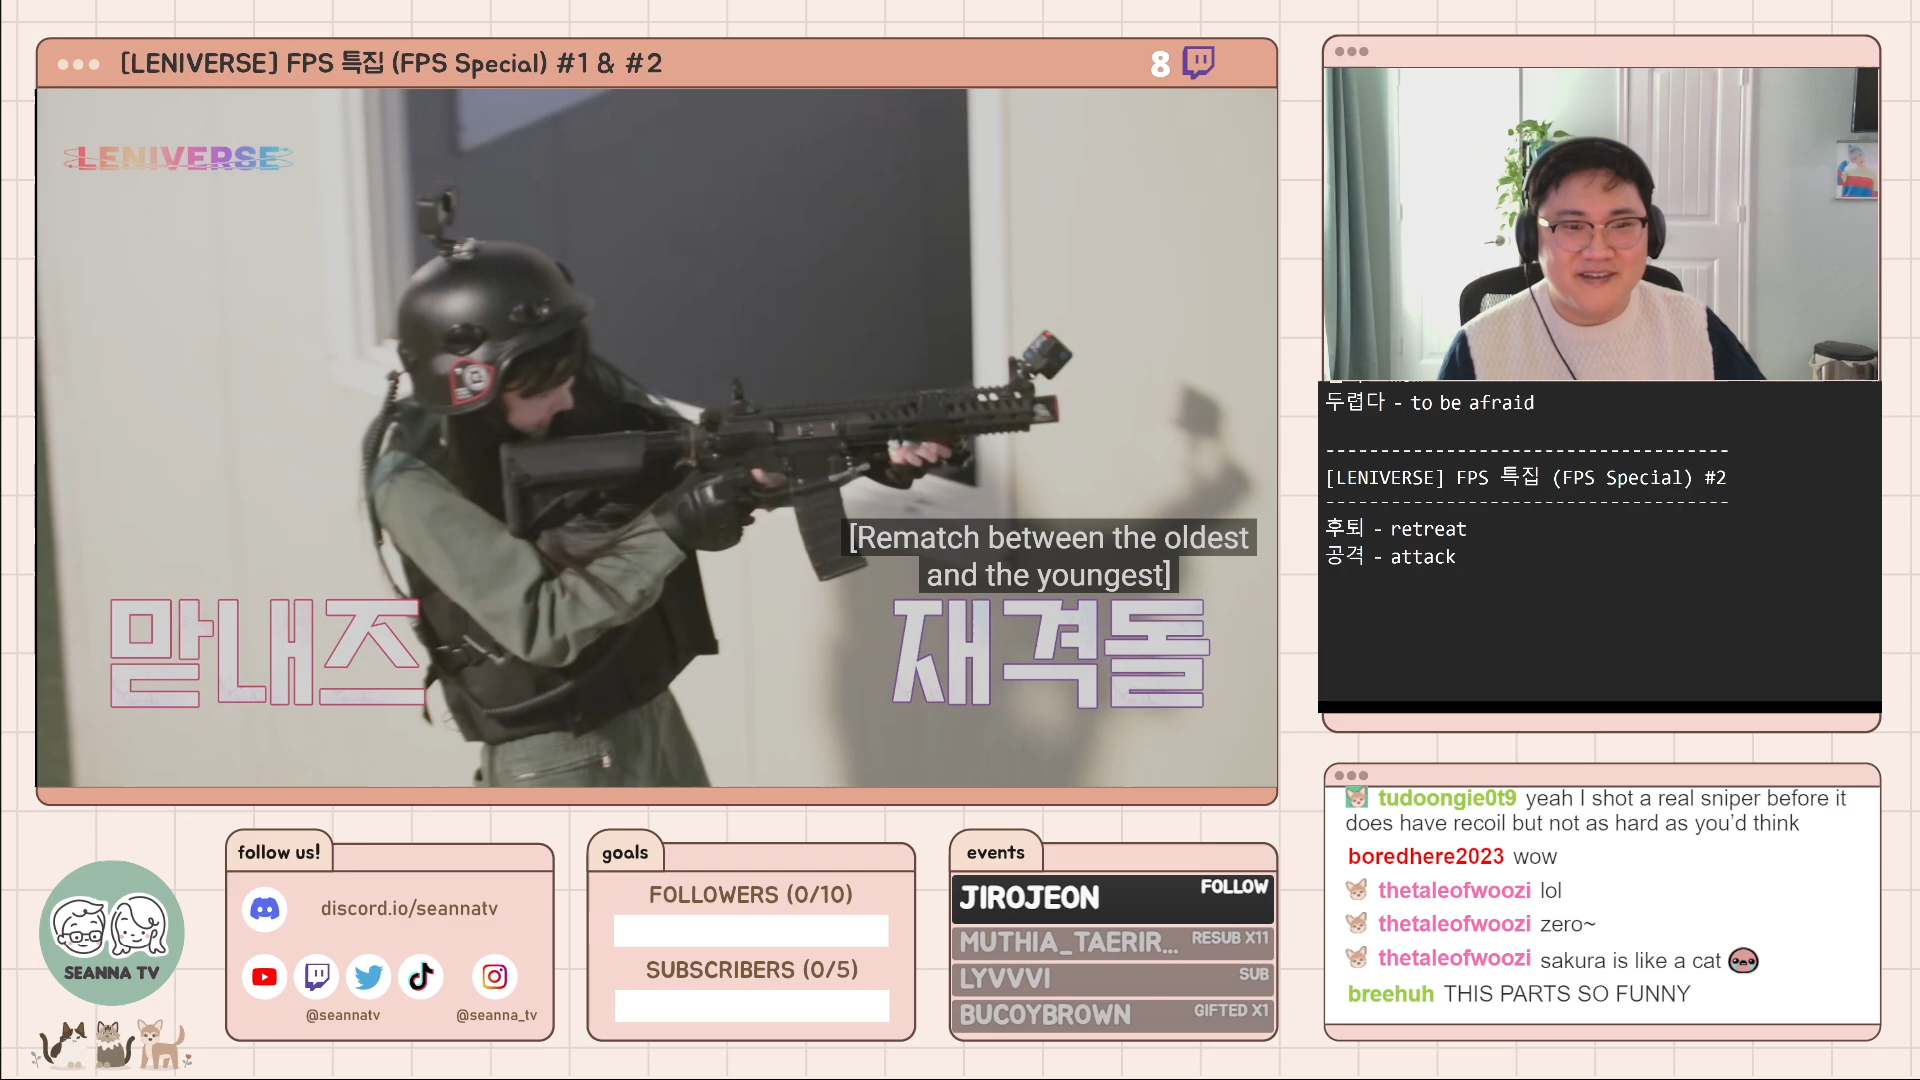 [LENIVERSE] FPS 특집 (FPS Special) #1 & #2
8
LENIVERSE
[Rematch between the oldest
and the youngest]
맏내즈
재격돌
두렵다 - to be afraid
-------------------------------------
[LENIVERSE] FPS 특집 (FPS Special) #2
-------------------------------------
후퇴 - retreat
공격 - attack
tudoongie0t9 yeah I shot a real sniper before it
does have recoil but not as hard as you'd think
boredhere2023 wow
thetaleofwoozi lol
thetaleofwoozi zero~
thetaleofwoozi sakura is like a cat
breehuh THIS PARTS SO FUNNY
SEANNA TV
follow us!
discord.io/seannatv
@seannatv
@seanna_tv
goals
FOLLOWERS (0/10)
SUBSCRIBERS (0/5)
events
JIROJEON FOLLOW
MUTHIA_TAERIR... RESUB X11
LYVVVI SUB
BUCOYBROWN GIFTED X1